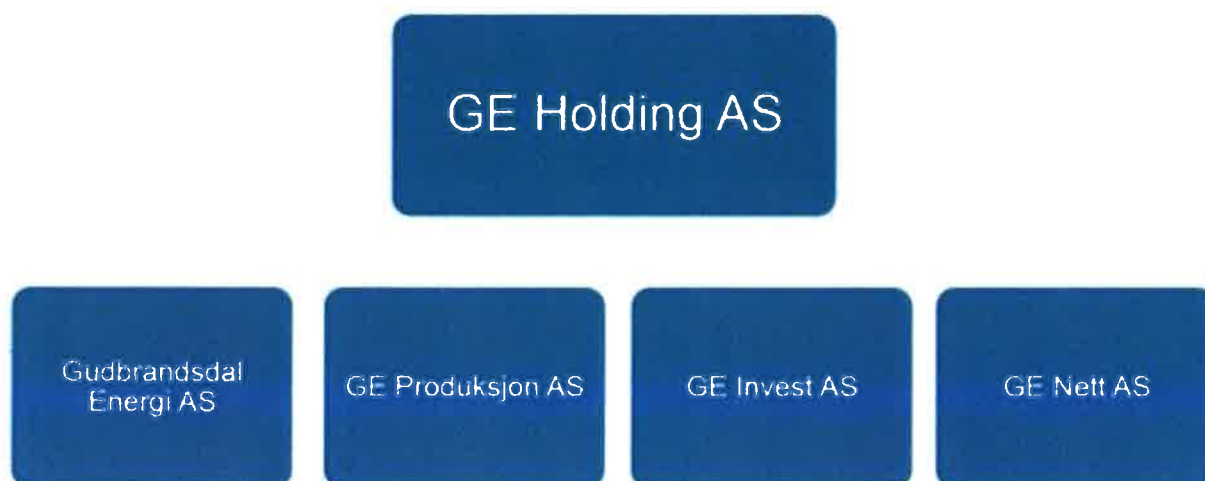 GE Holding AS
Gudbrandsdal
Energi AS
GE Produksjon AS
GE Invest AS
GE Nett AS